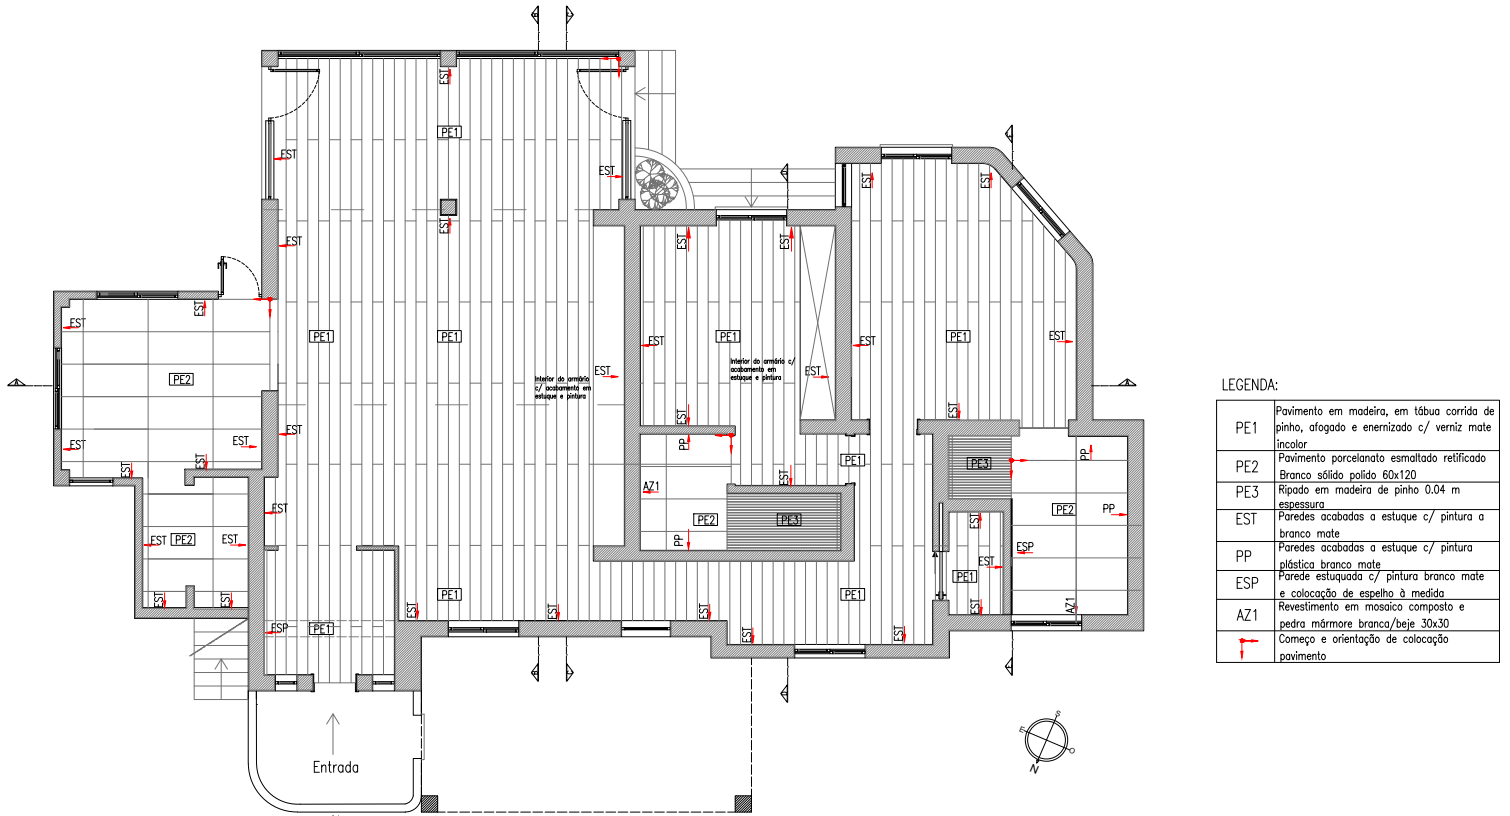 EST
PE1
EST
EST
EST
EST
EST
EST
EST
EST
EST
EST
EST
PE1
PE1
PE1
PE1
EST
EST
EST
EST
PE2
Interior do armário
c/ acabamento em
estuque e pintura
Interior do armário c/
acabamento em
estuque e pintura
EST
EST
EST
EST
EST
EST
EST
EST
EST
PP
PP
PE1
PE3
AZ1
PE2
PE3
PE2
PP
EST
EST
EST
PE2
EST
PP
ESP
EST
PE1
EST
EST
EST
PE1
PE1
EST
EST
EST
EST
AZ1
ESP
PE1
EST
EST
Entrada
S
E
O
N
LEGENDA:
PE1
Pavimento em madeira, em tábua corrida de
pinho, afogado e enernizado c/ verniz mate
incolor
PE2
Pavimento porcelanato esmaltado retificado
Branco sólido polido 60x120
PE3
Ripado em madeira de pinho 0.04 m
espessura
EST
Paredes acabadas a estuque c/ pintura a
branco mate
PP
Paredes acabadas a estuque c/ pintura
plástica branco mate
ESP
Parede estuquada c/ pintura branco mate
e colocação de espelho à medida
AZ1
Revestimento em mosaico composto e
pedra mármore branca/beje 30x30
Começo e orientação de colocação
pavimento